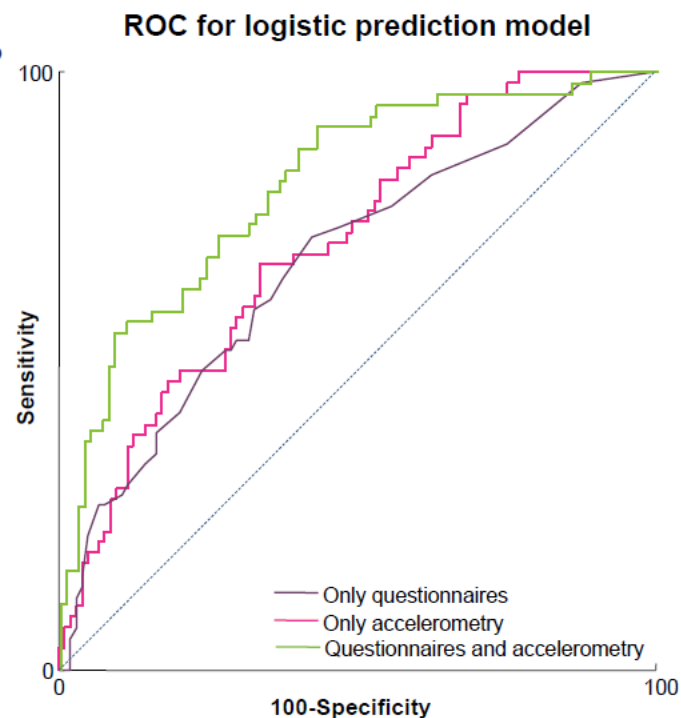 ROC for logistic prediction model
100
Sensitivity
Only questionnaires
Only accelerometry
Questionnaires and accelerometry
0
0
100
100-Specificity